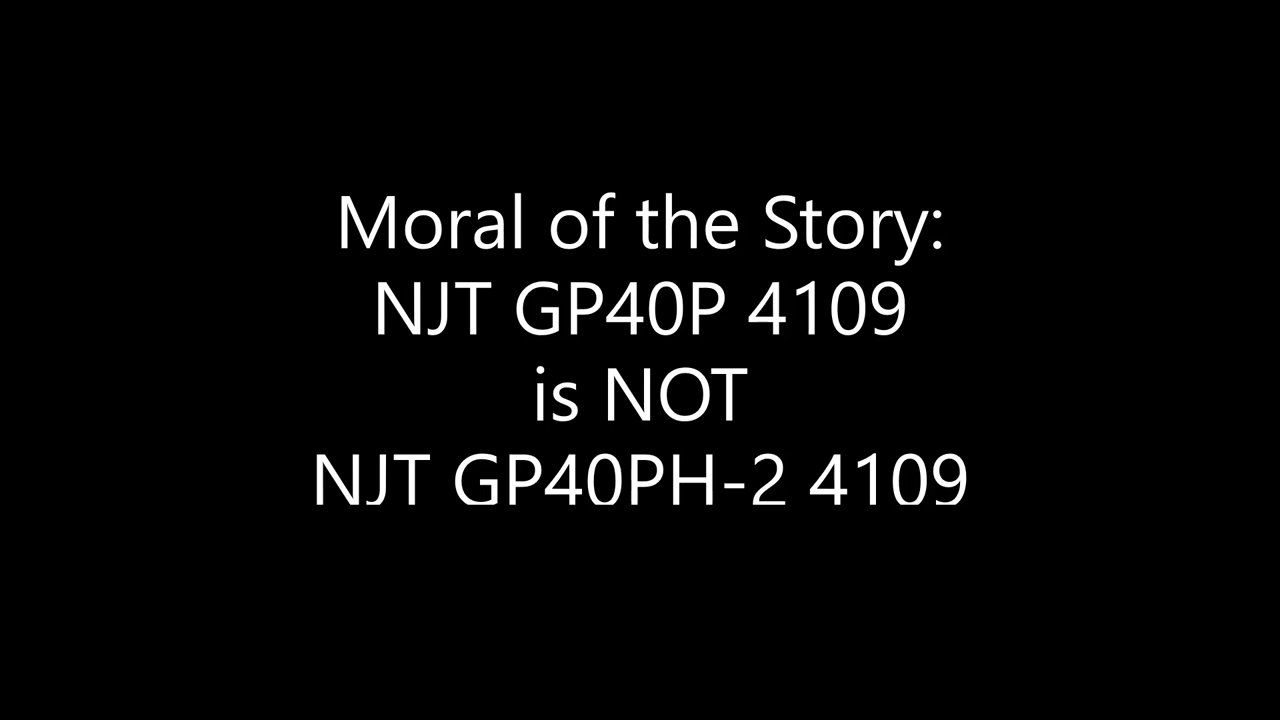 Moral of the Story:
NJT GP40P 4109
is NOT
NJT GP40PH-2 4109